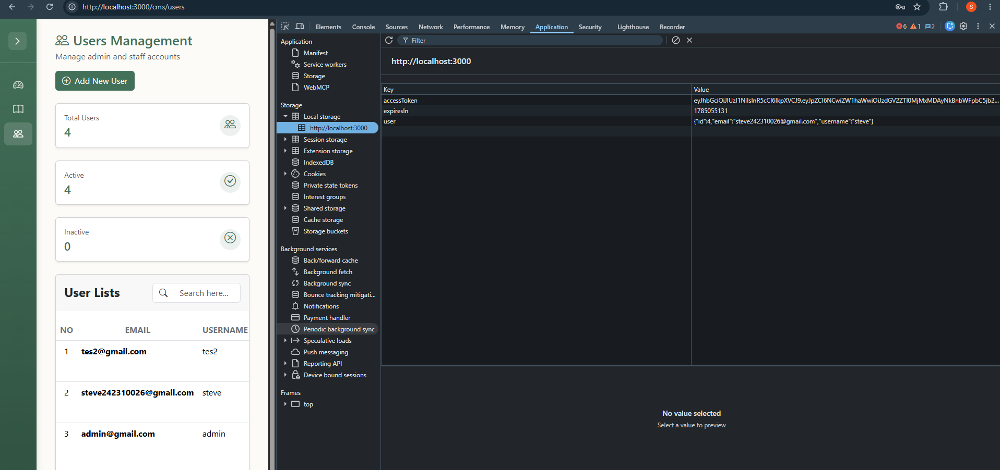 http://localhost:3000/cms/users
S
Users Management
Manage admin and staff accounts
Add New User
Total Users
4
Active
4
Inactive
0
User Lists
Search here...
NO EMAIL USERNAME
1 tes2@gmail.com tes2
2 steve242310026@gmail.com steve
3 admin@gmail.com admin
Elements Console Sources Network Performance Memory Application Security Lighthouse Recorder 6 1 2
Application
Manifest
Service workers
Storage
WebMCP
Storage
Local storage
http://localhost:3000
Session storage
Extension storage
IndexedDB
Cookies
Private state tokens
Interest groups
Shared storage
Cache storage
Storage buckets
Background services
Back/forward cache
Background fetch
Background sync
Bounce tracking mitigati...
Notifications
Payment handler
Periodic background sync
Speculative loads
Push messaging
Reporting API
Device bound sessions
Frames
top
Filter
http://localhost:3000
Key Value
accessToken
expiresIn 1785055131
user {"id":4,"email":"steve242310026@gmail.com","username":"steve"}
No value selected
Select a value to preview